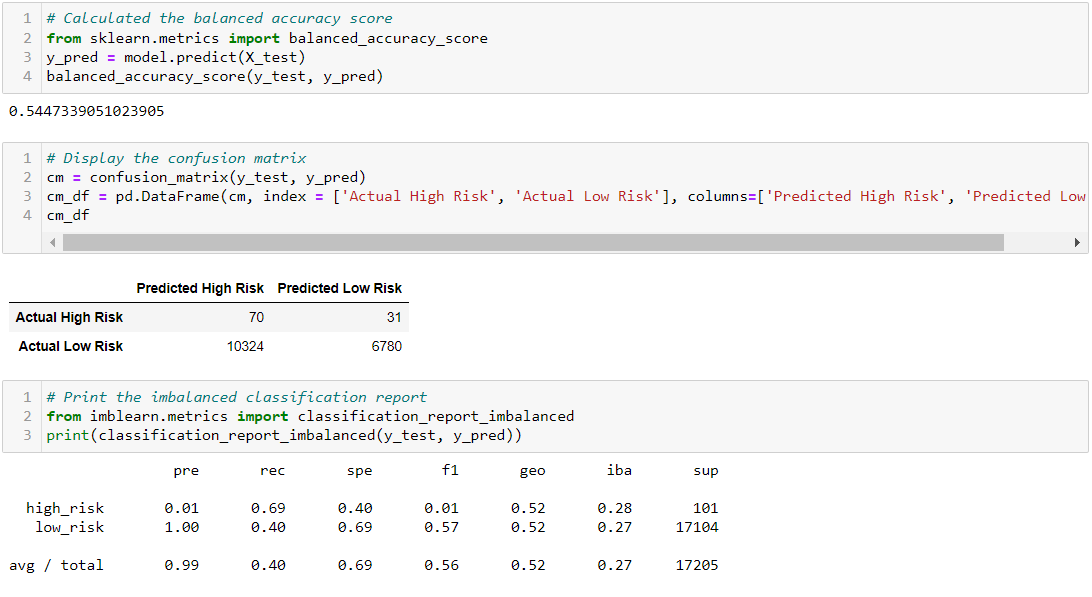 1 # Calculated the balanced accuracy score
2 from sklearn.metrics import balanced_accuracy_score
3 y_pred = model.predict(X_test)
4 balanced_accuracy_score(y_test, y_pred)
0.5447339051023905
1 # Display the confusion matrix
2 cm = confusion_matrix(y_test, y_pred)
3 cm_df = pd.DataFrame(cm, index = ['Actual High Risk', 'Actual Low Risk'], columns=['Predicted High Risk', 'Predicted Low
4 cm_df
Predicted High Risk Predicted Low Risk
Actual High Risk 70 31
Actual Low Risk 10324 6780
1 # Print the imbalanced classification report
2 from imblearn.metrics import classification_report_imbalanced
3 print(classification_report_imbalanced(y_test, y_pred))
pre rec spe f1 geo iba sup
high_risk 0.01 0.69 0.40 0.01 0.52 0.28 101
low_risk 1.00 0.40 0.69 0.57 0.52 0.27 17104
avg / total 0.99 0.40 0.69 0.56 0.52 0.27 17205